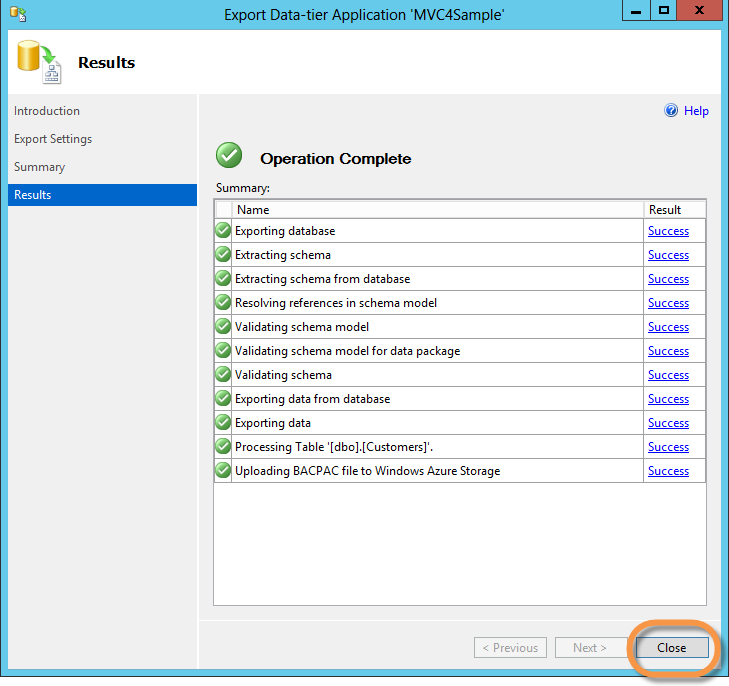 Export Data-tier Application 'MVC4Sample'
Results
Introduction
Export Settings
Summary
Results
Help
Operation Complete
Summary:
Name Result
Exporting database Success
Extracting schema Success
Extracting schema from database Success
Resolving references in schema model Success
Validating schema model Success
Validating schema model for data package Success
Validating schema Success
Exporting data from database Success
Exporting data Success
Processing Table '[dbo].[Customers]'. Success
Uploading BACPAC file to Windows Azure Storage Success
< Previous Next > Close